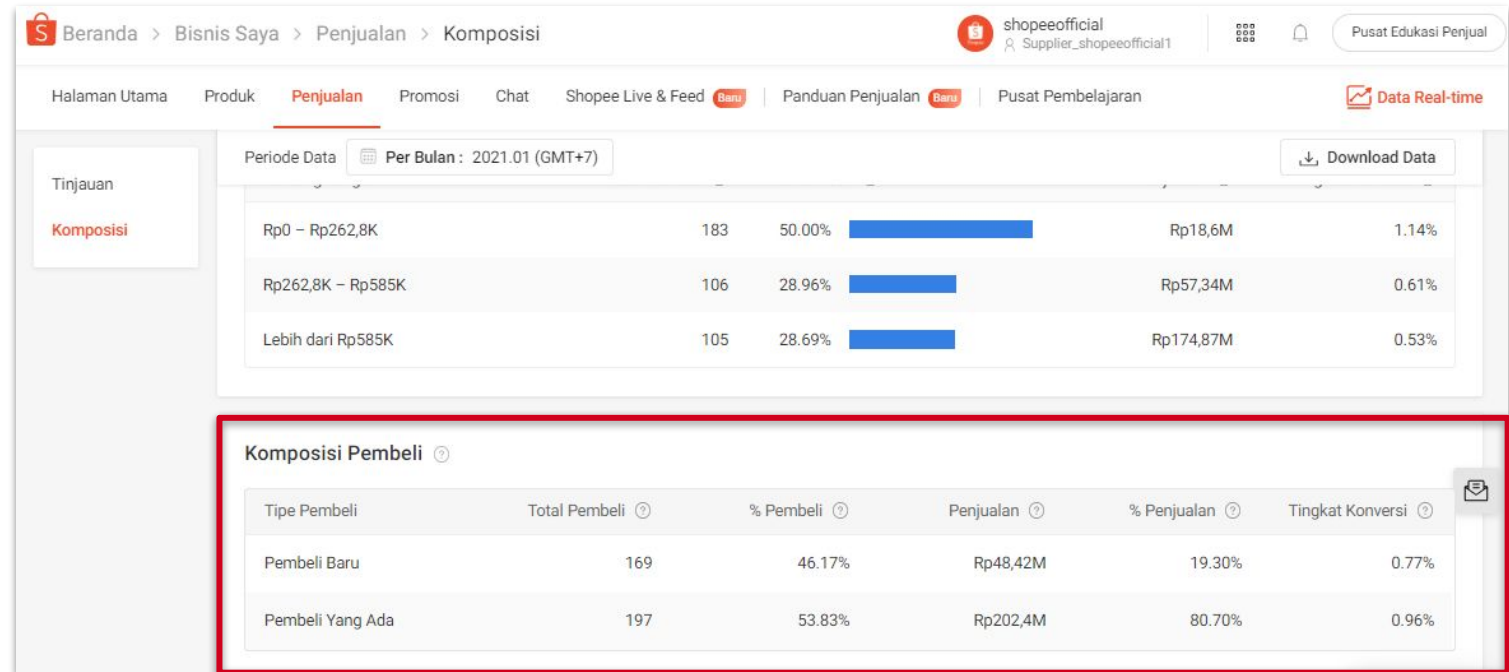 Beranda > Bisnis Saya > Penjualan > Komposisi
shopeeofficial
Supplier_shopeeofficial1
Pusat Edukasi Penjual
Halaman Utama Produk Penjualan Promosi Chat Shopee Live & Feed Baru Panduan Penjualan Baru Pusat Pembelajaran Data Real-time
Tinjauan
Komposisi
Periode Data Per Bulan : 2021.01 (GMT+7) Download Data
Rp0 – Rp262,8K 183 50.00% Rp18,6M 1.14%
Rp262,8K – Rp585K 106 28.96% Rp57,34M 0.61%
Lebih dari Rp585K 105 28.69% Rp174,87M 0.53%
Komposisi Pembeli
Tipe Pembeli Total Pembeli % Pembeli Penjualan % Penjualan Tingkat Konversi
Pembeli Baru 169 46.17% Rp48,42M 19.30% 0.77%
Pembeli Yang Ada 197 53.83% Rp202,4M 80.70% 0.96%